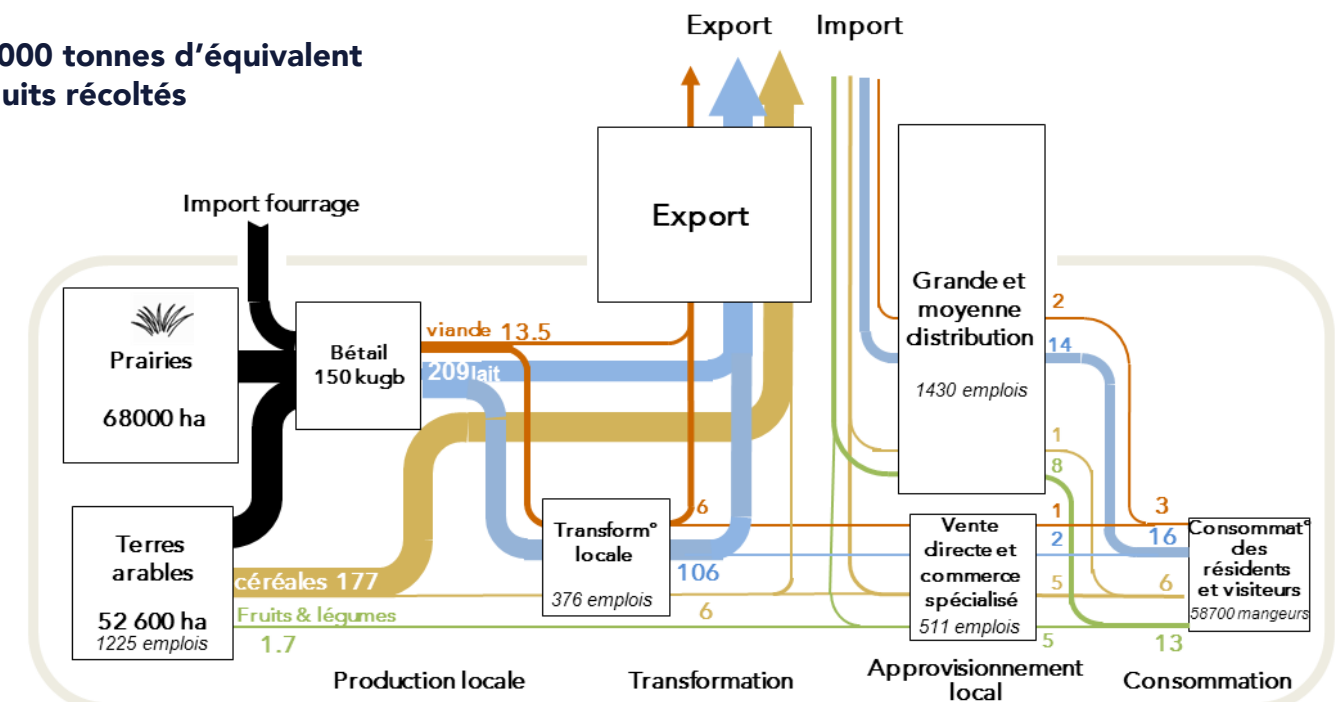 000 tonnes d'équivalent
uits récoltés
Export
Import
Import fourrage
Export
Prairies
68000 ha
Bétail
150 kugb
viande 13.5
209 lait
Grande et
moyenne
distribution
1430 emplois
2
14
1
8
Terres
arables
52 600 ha
1225 emplois
céréales 177
Fruits & légumes
1.7
Transform°
locale
376 emplois
6
106
6
Vente
directe et
commerce
spécialisé
511 emplois
1
2
5
5
3
16
6
13
Consommat°
des
résidents
et visiteurs
58700 mangeurs
Production locale
Transformation
Approvisionnement
local
Consommation